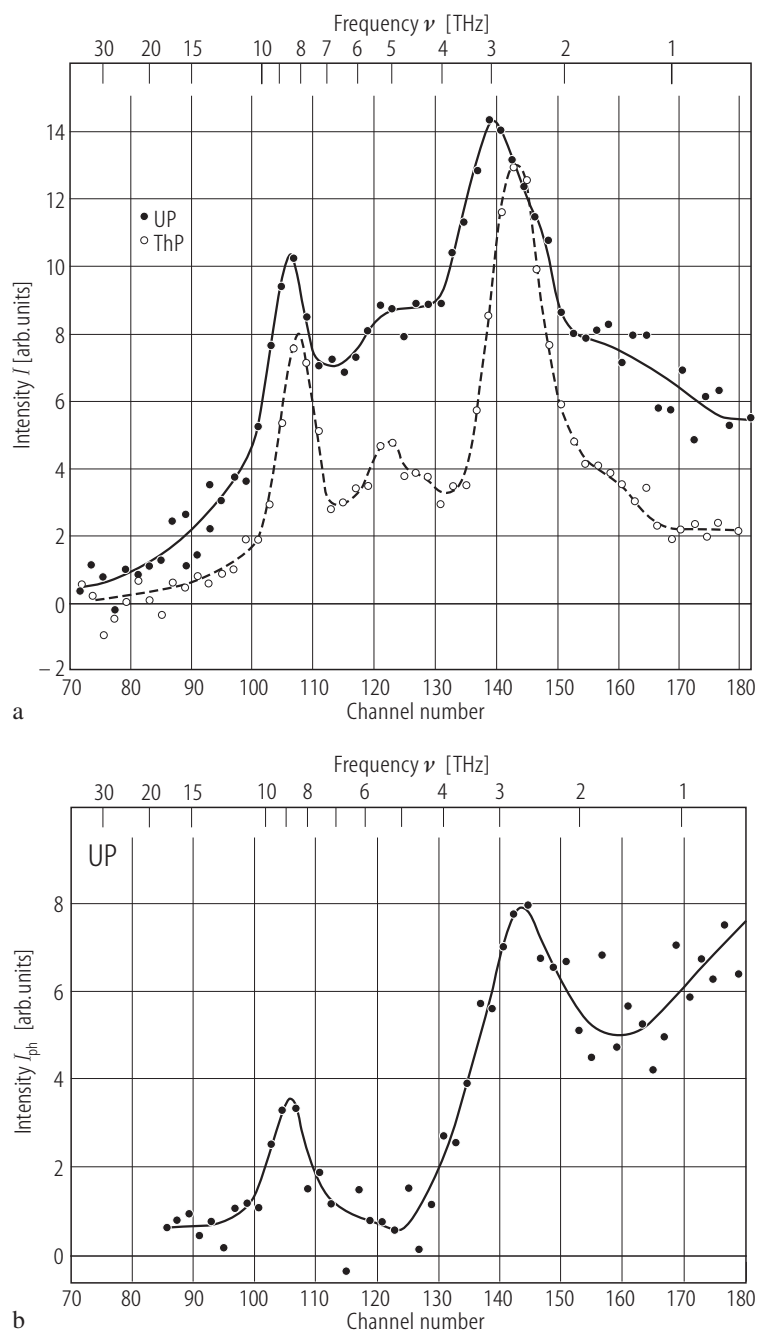 Frequency ν [THz]
30 20 15 10 8 7 6 5 4 3 2 1
14
12
10
8
6
4
2
0
– 2
Intensity I [arb.units]
UP
ThP
70 80 90 100 110 120 130 140 150 160 170 180
Channel number
a
Frequency ν [THz]
30 20 15 10 8 6 4 3 2 1
UP
8
6
4
2
0
Intensity Iph [arb.units]
70 80 90 100 110 120 130 140 150 160 170 180
Channel number
b